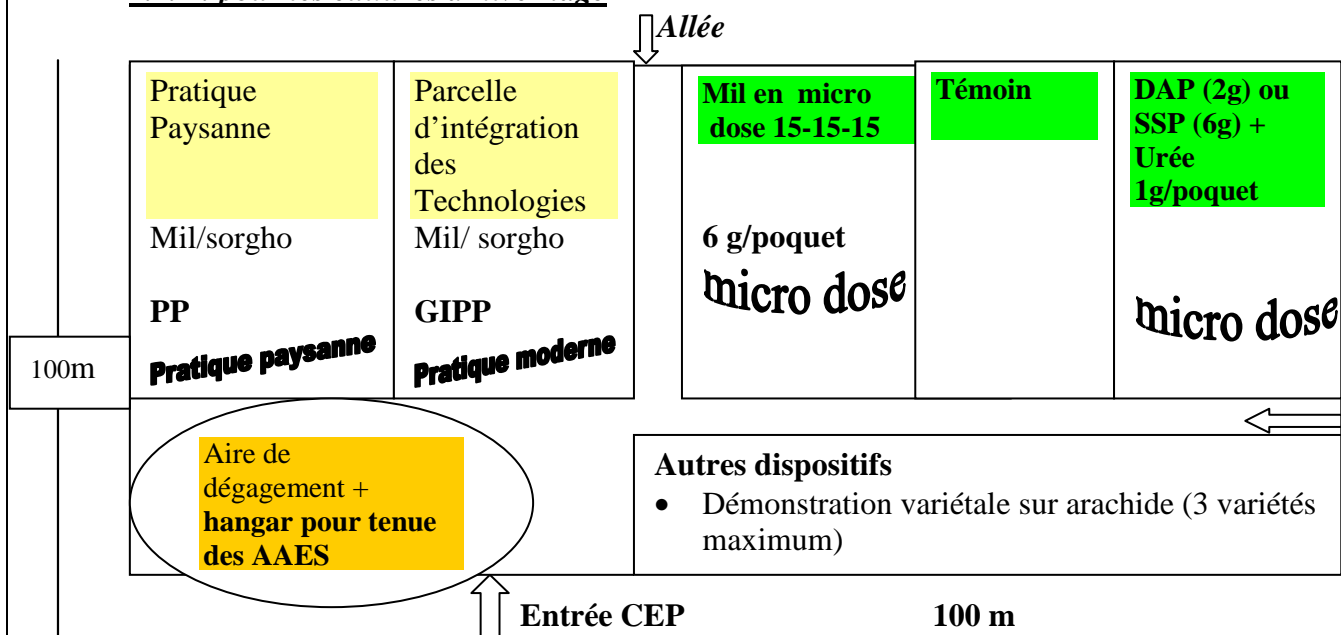 Allée
Pratique
Paysanne
Mil/sorgho
PP
Pratique paysanne
Parcelle
d’intégration
des
Technologies
Mil/ sorgho
GIPP
Pratique moderne
Mil en micro
dose 15-15-15
6 g/poquet
micro dose
Témoin
DAP (2g) ou
SSP (6g) +
Urée
1g/poquet
micro dose
100m
Aire de
dégagement +
hangar pour tenue
des AAES
Autres dispositifs
• Démonstration variétale sur arachide (3 variétés
maximum)
Entrée CEP 100 m